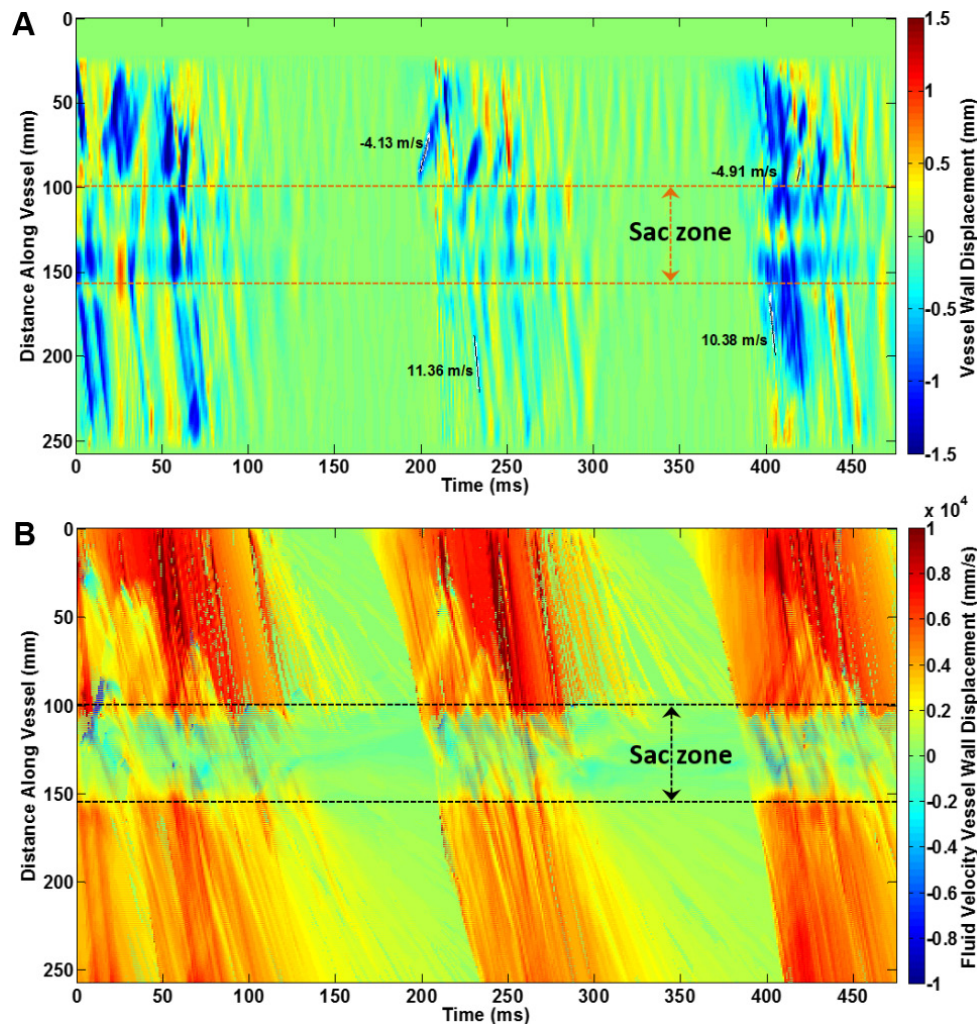 A
0
50
100
150
200
250
Distance Along Vessel (mm)
-4.13 m/s
-4.91 m/s
Sac zone
11.36 m/s
10.38 m/s
0 50 100 150 200 250 300 350 400 450
Time (ms)
1.5
1
0.5
0
-0.5
-1
-1.5
Vessel Wall Displacement (mm)
B
0
50
100
150
200
250
Distance Along Vessel (mm)
Sac zone
0 50 100 150 200 250 300 350 400 450
Time (ms)
x 10⁴
1
0.8
0.6
0.4
0.2
0
-0.2
-0.4
-0.6
-0.8
-1
Fluid Velocity Vessel Wall Displacement (mm/s)